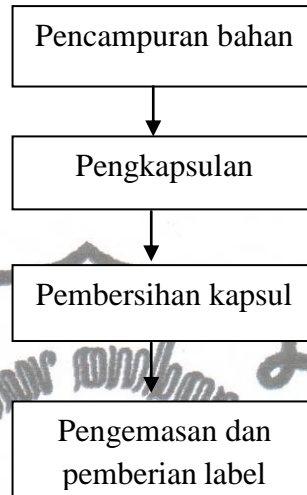 Pencampuran bahan
Pengkapsulan
Pembersihan kapsul
Pengemasan dan
pemberian label